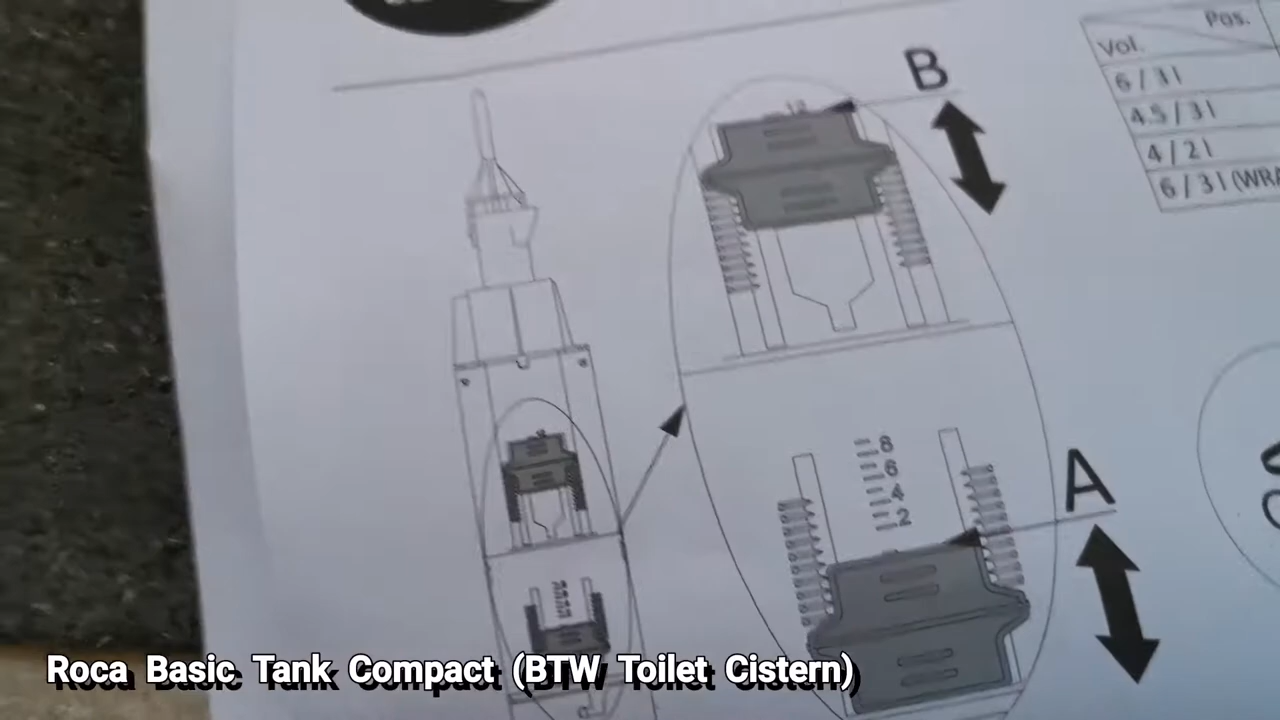 Pos.
Vol.
6 / 3 l
4.5 / 3 l
4 / 2 l
6 / 3 l (WRA
B
8
6
4
2
A
Roca Basic Tank Compact (BTW Toilet Cistern)